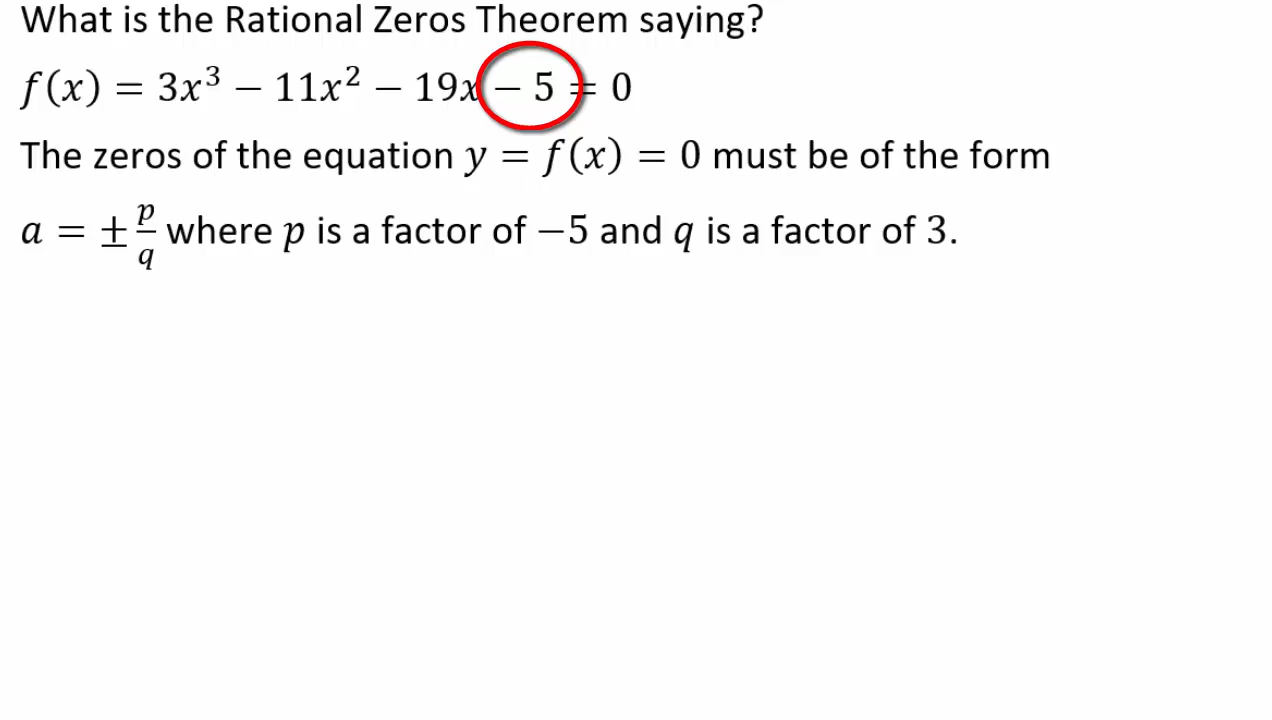 What is the Rational Zeros Theorem saying?
f(x) = 3x³ − 11x² − 19x − 5 = 0
The zeros of the equation y = f(x) = 0 must be of the form
a = ± p/q where p is a factor of −5 and q is a factor of 3.